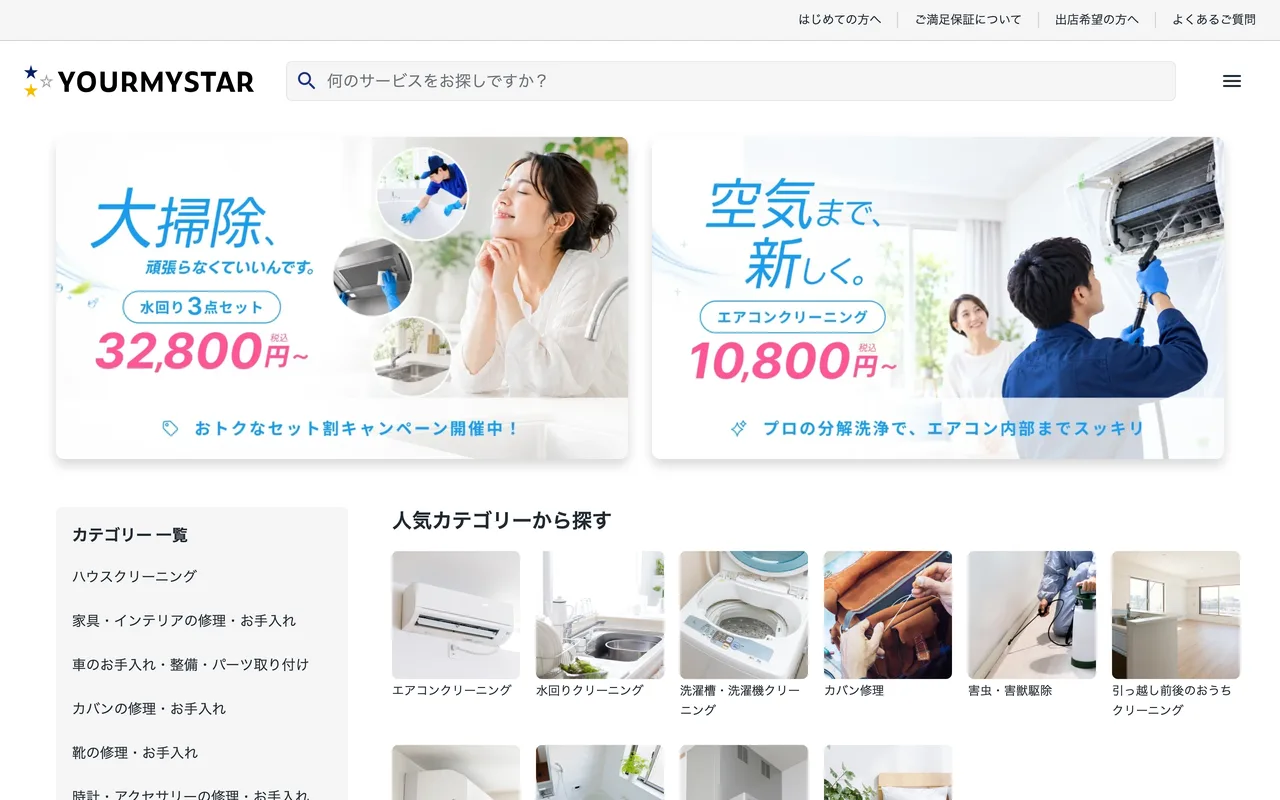 はじめての方へ
ご満足保証について
出店希望の方へ
よくあるご質問
YOURMYSTAR
何のサービスをお探しですか？
大掃除、
頑張らなくていいんです。
水回り3点セット
32,800円～
税込
おトクなセット割キャンペーン開催中！
空気まで、
新しく。
エアコンクリーニング
10,800円～
税込
プロの分解洗浄で、エアコン内部までスッキリ
カテゴリー 一覧
ハウスクリーニング
家具・インテリアの修理・お手入れ
車のお手入れ・整備・パーツ取り付け
カバンの修理・お手入れ
靴の修理・お手入れ
時計・アクセサリーの修理・お手入れ
人気カテゴリーから探す
エアコンクリーニング
水回りクリーニング
洗濯槽・洗濯機クリー
ニング
カバン修理
害虫・害獣駆除
引っ越し前後のおうち
クリーニング